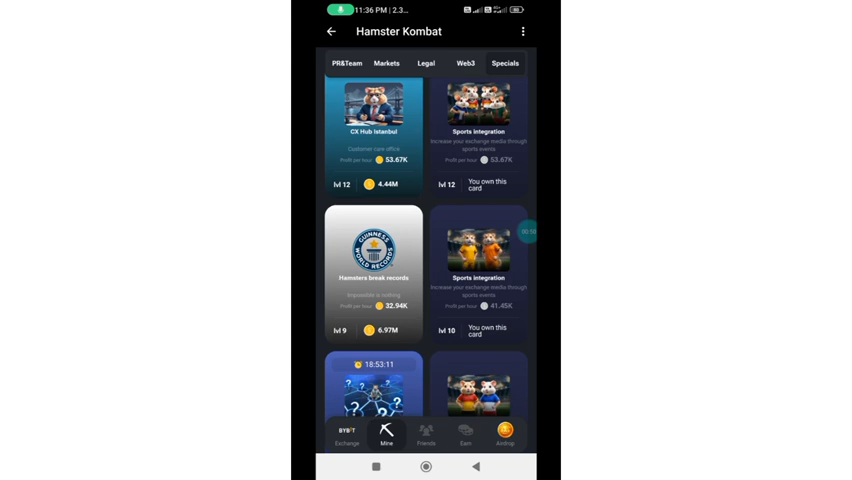 11:36 PM | 2.3...
Hamster Kombat
PR&Team Markets Legal Web3 Specials
CX Hub Istanbul
Customer care office
Profit per hour 53.67K
lvl 12 4.44M
Sports integration
Increase your exchange media through
sports events
Profit per hour 53.67K
lvl 12 You own this
card
GUINNESS
WORLD RECORDS
Hamsters break records
Impossible is nothing
Profit per hour 32.94K
lvl 9 6.97M
Sports integration
Increase your exchange media through
sports events
Profit per hour 41.45K
lvl 10 You own this
card
18:53:11
BYBIT
Exchange Mine Friends Earn Airdrop